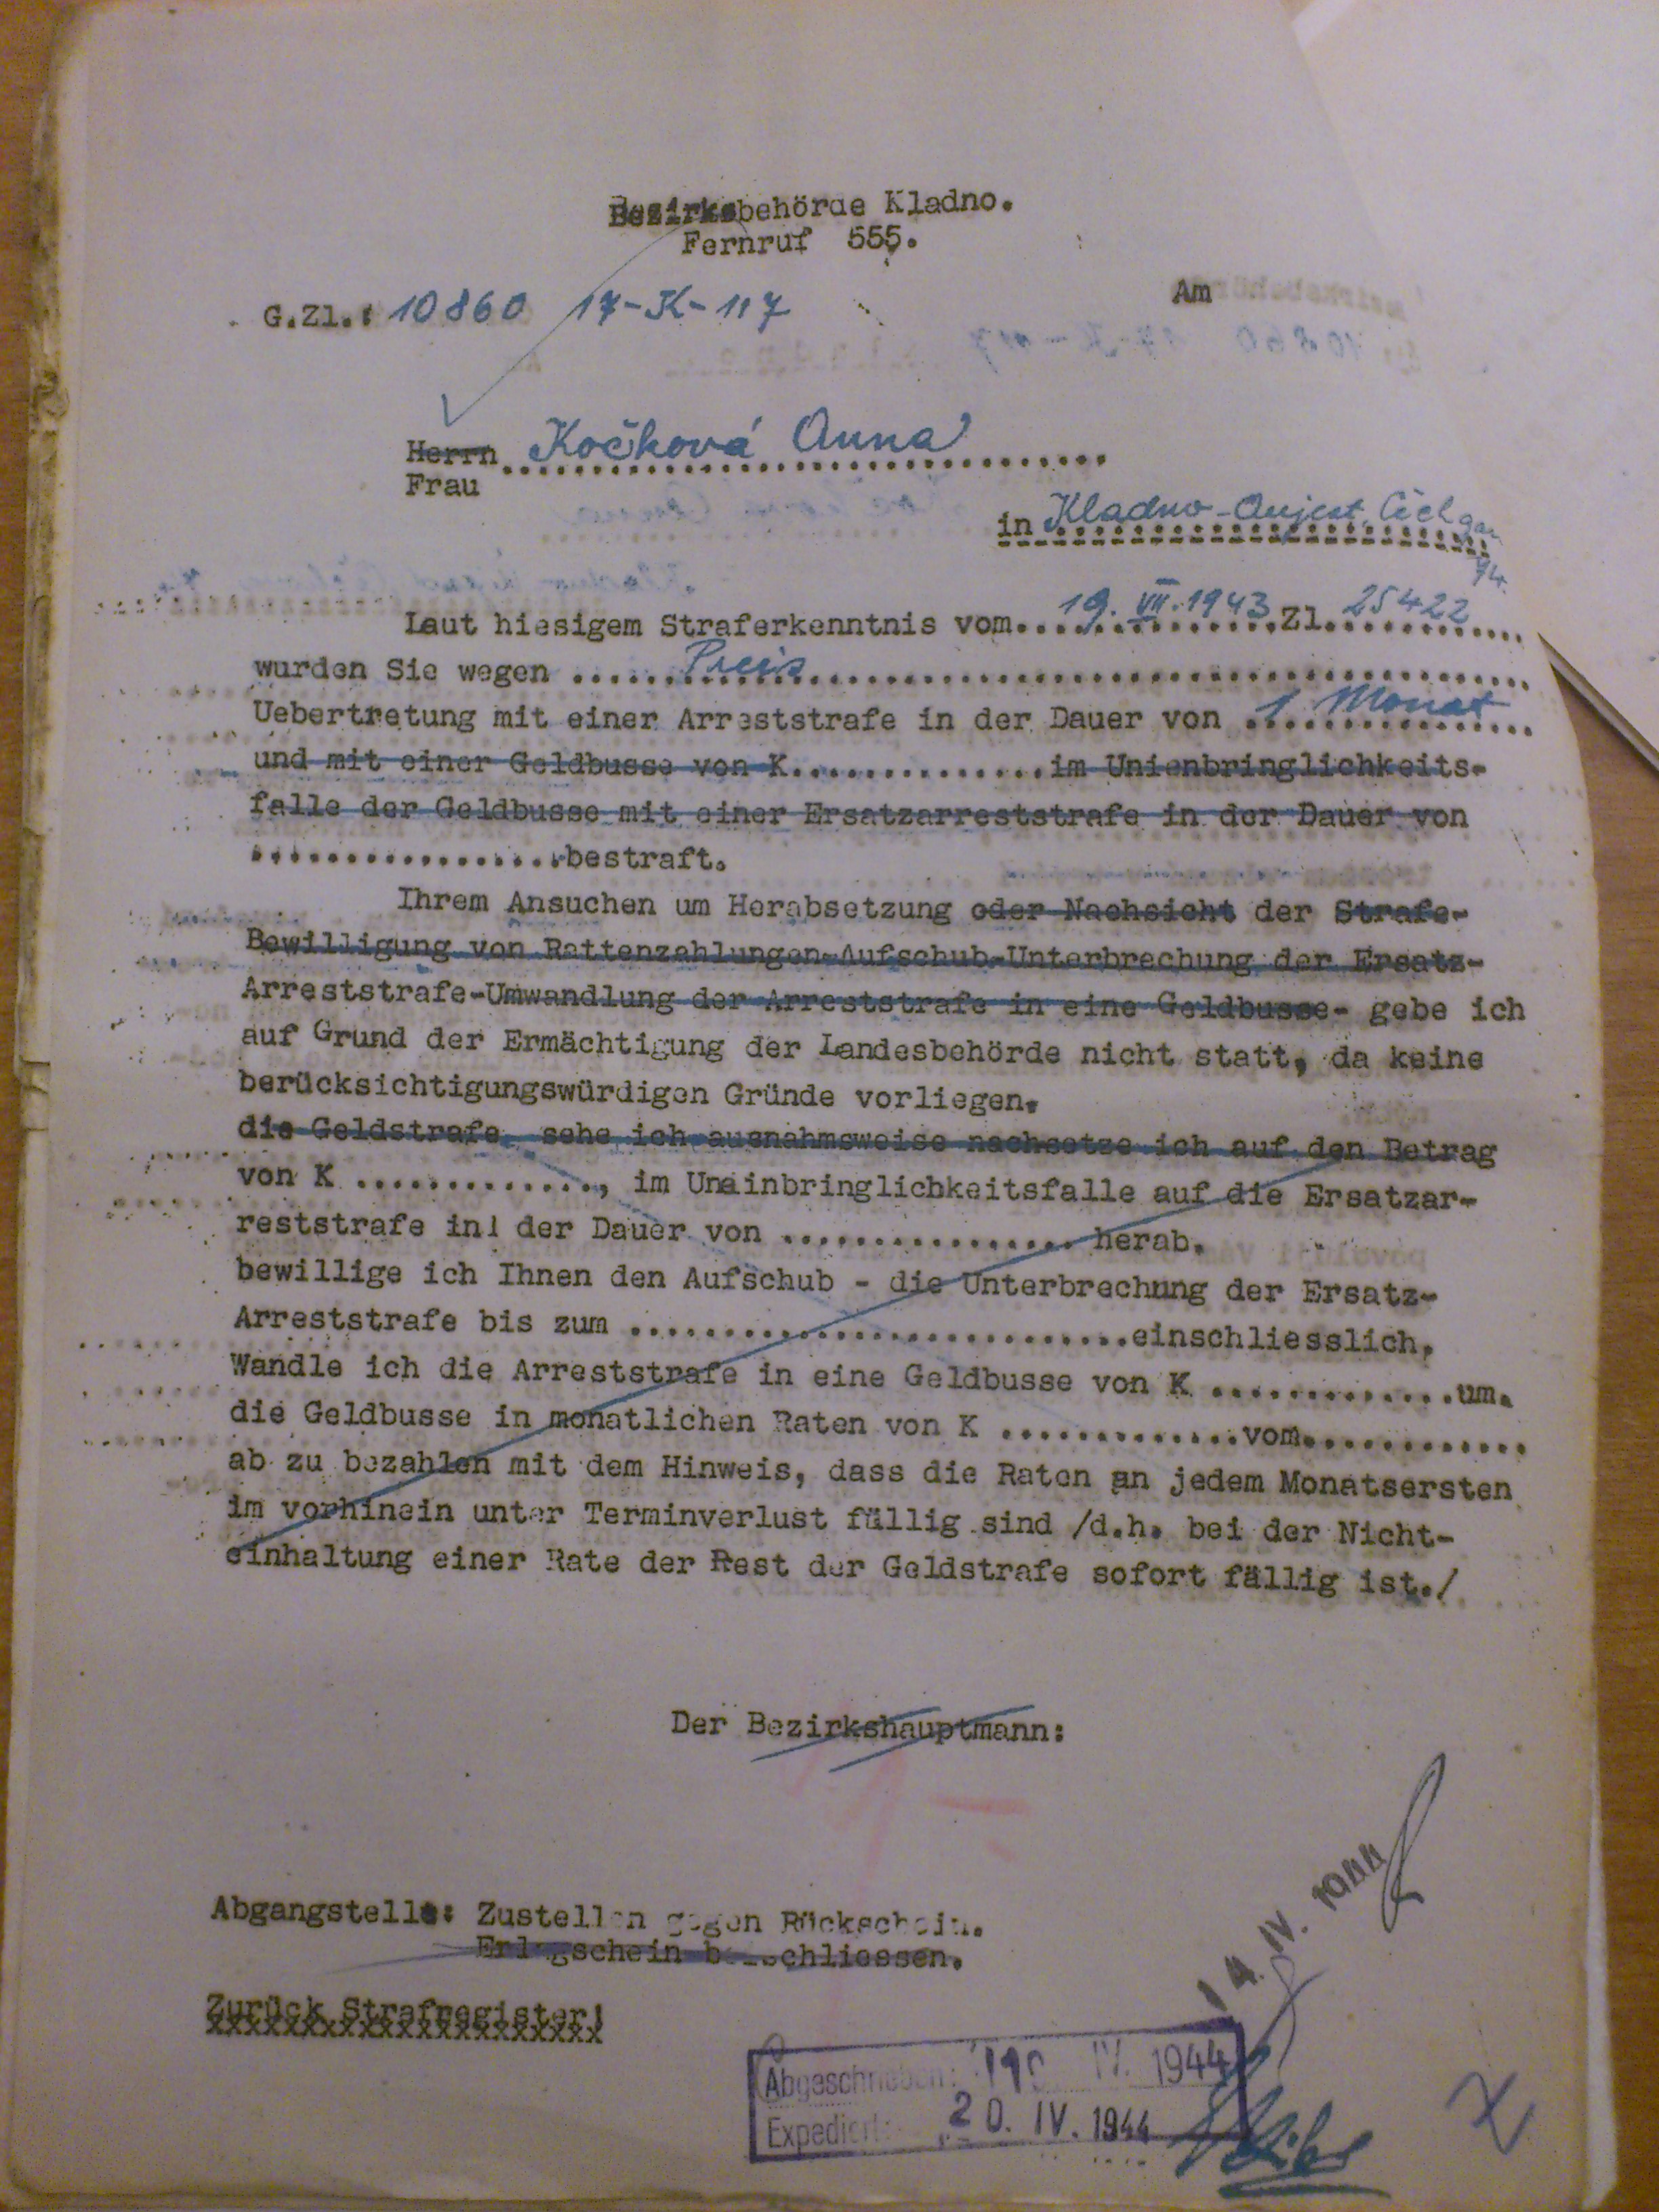 Bezirksbehörde Kladno.
Fernruf 555.
Am
G.Zl.: 10860 17-K-117
Herrn Kočková Anna
Frau
in Kladno
Laut hiesigem Straferkenntnis vom 19. VII. 1943 Zl. 25422
wurden Sie wegen ..... Preis .....
Uebertretung mit einer Arreststrafe in der Dauer von 1 Monat
und mit einer Geldbusse von K..............im Unienbringlichkeits-
falle der Geldbusse mit einer Ersatzarreststrafe in der Dauer von
.................bestraft.
Ihrem Ansuchen um Herabsetzung oder Nachsicht der Strafe-
Bewilligung von Rattenzahlungen-Aufschub-Unterbrechung der Ersatz-
Arreststrafe-Umwandlung der Arreststrafe in eine Geldbusse- gebe ich
auf Grund der Ermächtigung der Landesbehörde nicht statt, da keine
berücksichtigungswürdigen Gründe vorliegen.
die Geldstrafe sehe ich ausnahmsweise nachsetze ich auf den Betrag
von K ............., im Uneinbringlichkeitsfalle auf die Ersatzar-
reststrafe in der Dauer von ................ herab.
bewillige ich Ihnen den Aufschub - die Unterbrechung der Ersatz-
Arreststrafe bis zum ...........................einschliesslich,
Wandle ich die Arreststrafe in eine Geldbusse von K .............um.
die Geldbusse in monatlichen Raten von K .............vom............
ab zu bezahlen mit dem Hinweis, dass die Raten an jedem Monatsersten
im vorhinein unter Terminverlust fällig sind /d.h. bei der Nicht-
einhaltung einer Rate der Rest der Geldstrafe sofort fällig ist./
Der Bezirkshauptmann:
Abgangstelle: Zustellen gegen Rückschein.
Erlagschein beischliessen.
14. IV. 1944
Zurück Strafregister!
xxxxxxxxxxxxxxxxxxxxx
Abgeschrieben: IV. 1944
Expediert: 20. IV. 1944